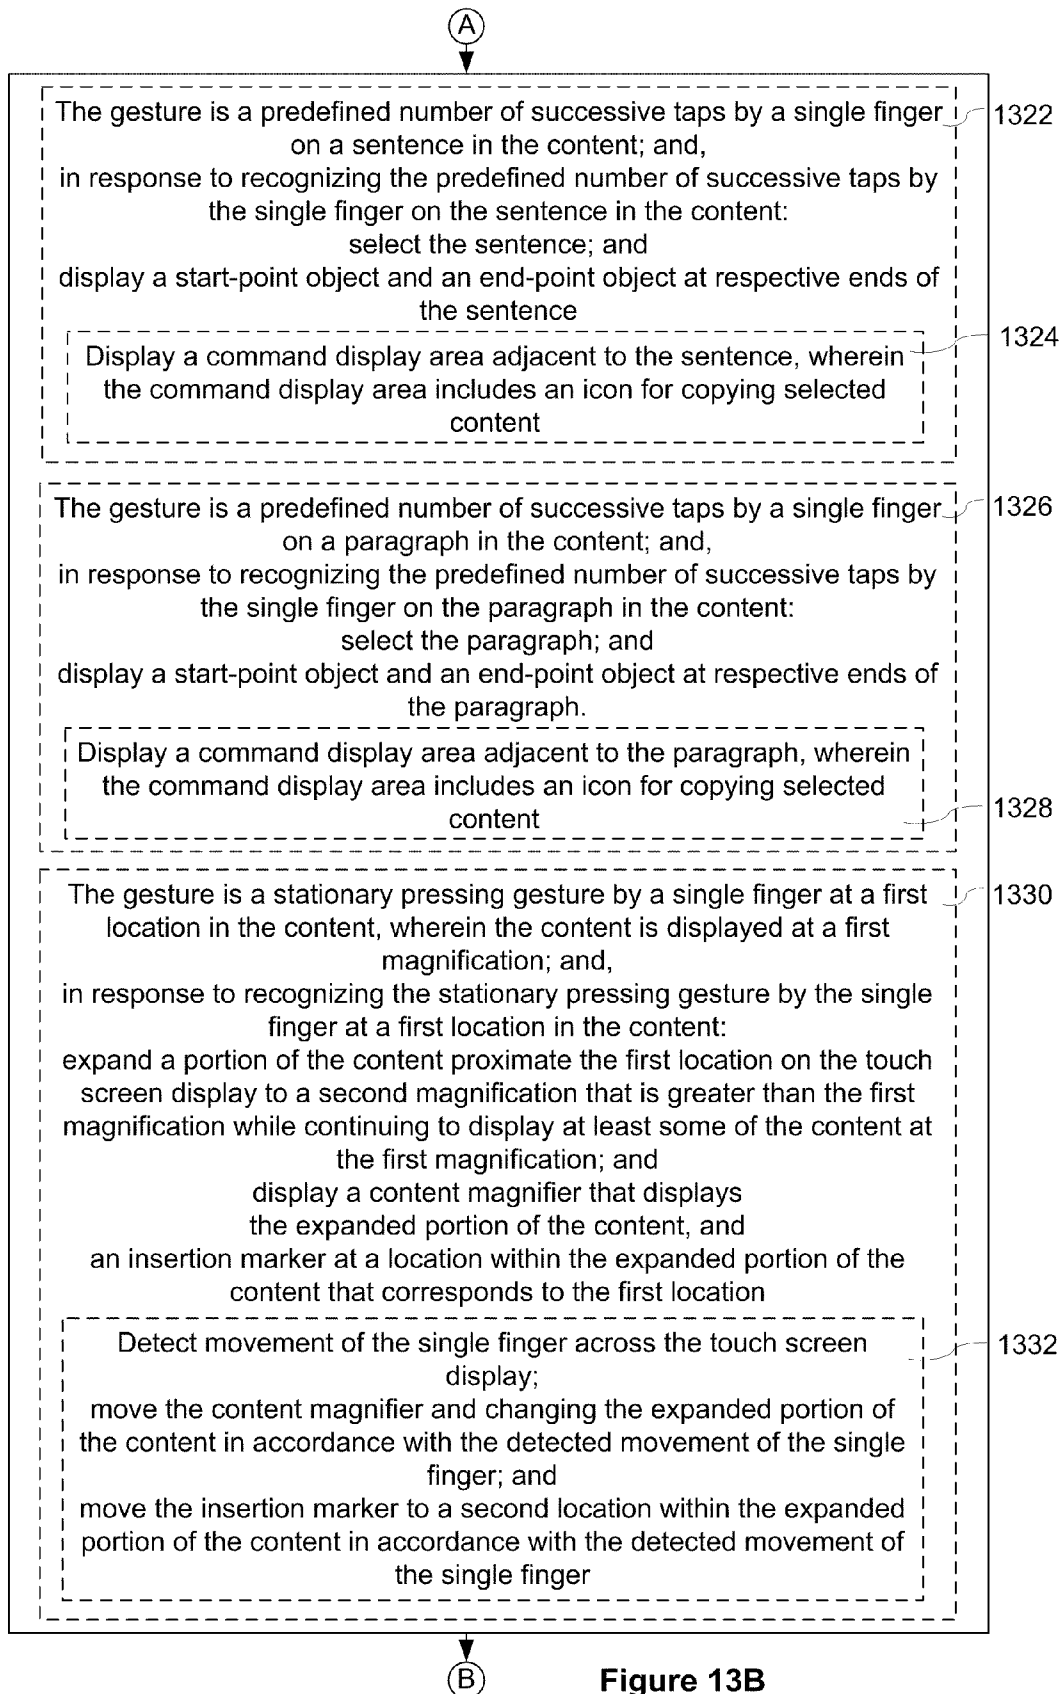 A
The gesture is a predefined number of successive taps by a single finger
on a sentence in the content; and,
in response to recognizing the predefined number of successive taps by
the single finger on the sentence in the content:
select the sentence; and
display a start-point object and an end-point object at respective ends of
the sentence
1322
Display a command display area adjacent to the sentence, wherein
the command display area includes an icon for copying selected
content
1324
The gesture is a predefined number of successive taps by a single finger
on a paragraph in the content; and,
in response to recognizing the predefined number of successive taps by
the single finger on the paragraph in the content:
select the paragraph; and
display a start-point object and an end-point object at respective ends of
the paragraph.
1326
Display a command display area adjacent to the paragraph, wherein
the command display area includes an icon for copying selected
content
1328
The gesture is a stationary pressing gesture by a single finger at a first
location in the content, wherein the content is displayed at a first
magnification; and,
in response to recognizing the stationary pressing gesture by the single
finger at a first location in the content:
expand a portion of the content proximate the first location on the touch
screen display to a second magnification that is greater than the first
magnification while continuing to display at least some of the content at
the first magnification; and
display a content magnifier that displays
the expanded portion of the content, and
an insertion marker at a location within the expanded portion of the
content that corresponds to the first location
1330
Detect movement of the single finger across the touch screen
display;
move the content magnifier and changing the expanded portion of
the content in accordance with the detected movement of the single
finger; and
move the insertion marker to a second location within the expanded
portion of the content in accordance with the detected movement of
the single finger
1332
B
Figure 13B